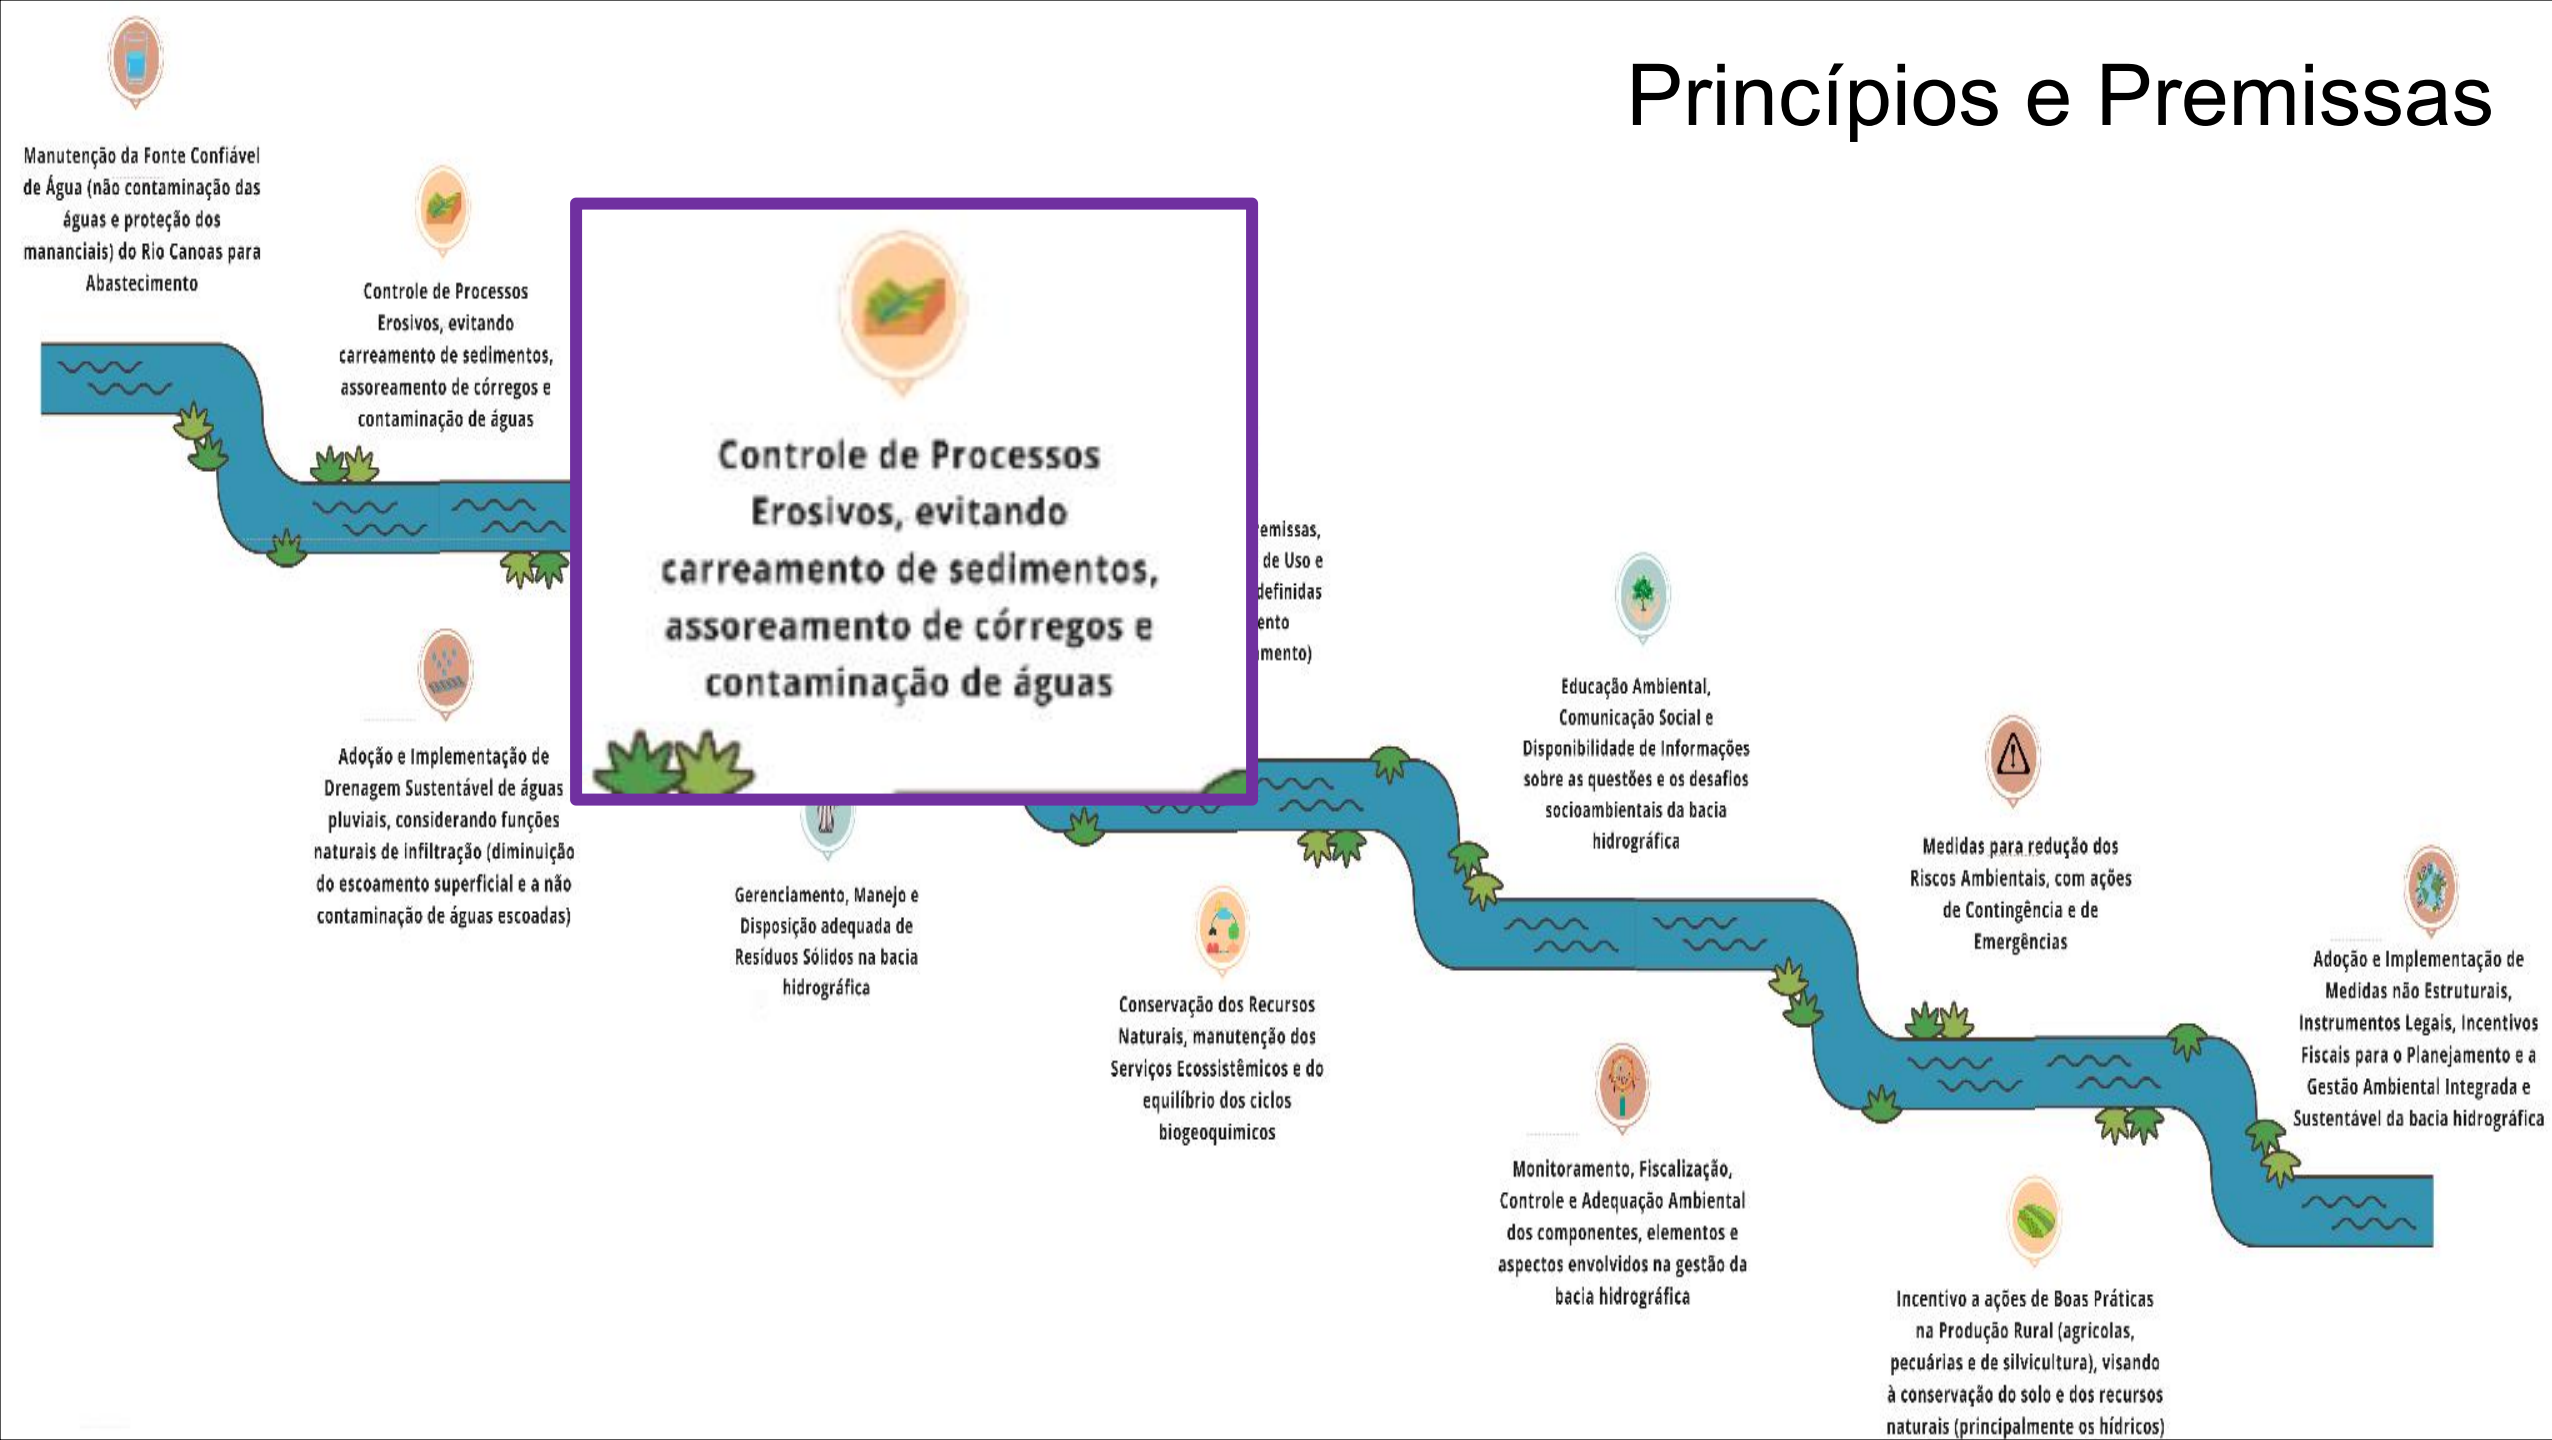 Princípios e Premissas
Manutenção da Fonte Confiável
de Água (não contaminação das
águas e proteção dos
mananciais) do Rio Canoas para
Abastecimento
Controle de Processos
Erosivos, evitando
carreamento de sedimentos,
assoreamento de córregos e
contaminação de águas
Controle de Processos
Erosivos, evitando
carreamento de sedimentos,
assoreamento de córregos e
contaminação de águas
de Uso e
definidas
Adoção e Implementação de
Drenagem Sustentável de águas
pluviais, considerando funções
naturais de infiltração (diminuição
do escoamento superficial e a não
contaminação de águas escoadas)
Gerenciamento, Manejo e
Disposição adequada de
Resíduos Sólidos na bacia
hidrográfica
Educação Ambiental,
Comunicação Social e
Disponibilidade de Informações
sobre as questões e os desafios
socioambientais da bacia
hidrográfica
Conservação dos Recursos
Naturais, manutenção dos
Serviços Ecossistêmicos e do
equilíbrio dos ciclos
biogeoquimicos
Medidas para redução dos
Riscos Ambientais, com ações
de Contingência e de
Emergências
Monitoramento, Fiscalização,
Controle e Adequação Ambiental
dos componentes, elementos e
aspectos envolvidos na gestão da
bacia hidrográfica
Adoção e Implementação de
Medidas não Estruturais,
Instrumentos Legais, Incentivos
Fiscais para o Planejamento e a
Gestão Ambiental Integrada e
Sustentável da bacia hidrográfica
Incentivo a ações de Boas Práticas
na Produção Rural (agrícolas,
pecuárias e de silvicultura), visando
à conservação do solo e dos recursos
naturais (principalmente os hídricos)